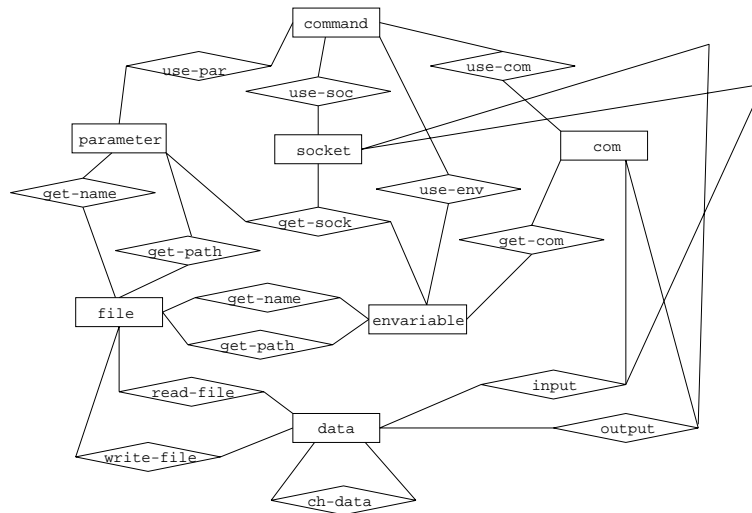 command
use-par
use-com
use-soc
parameter
socket
com
get-name
use-env
get-sock
get-com
get-path
get-name
file
envariable
get-path
read-file
input
data
output
write-file
ch-data